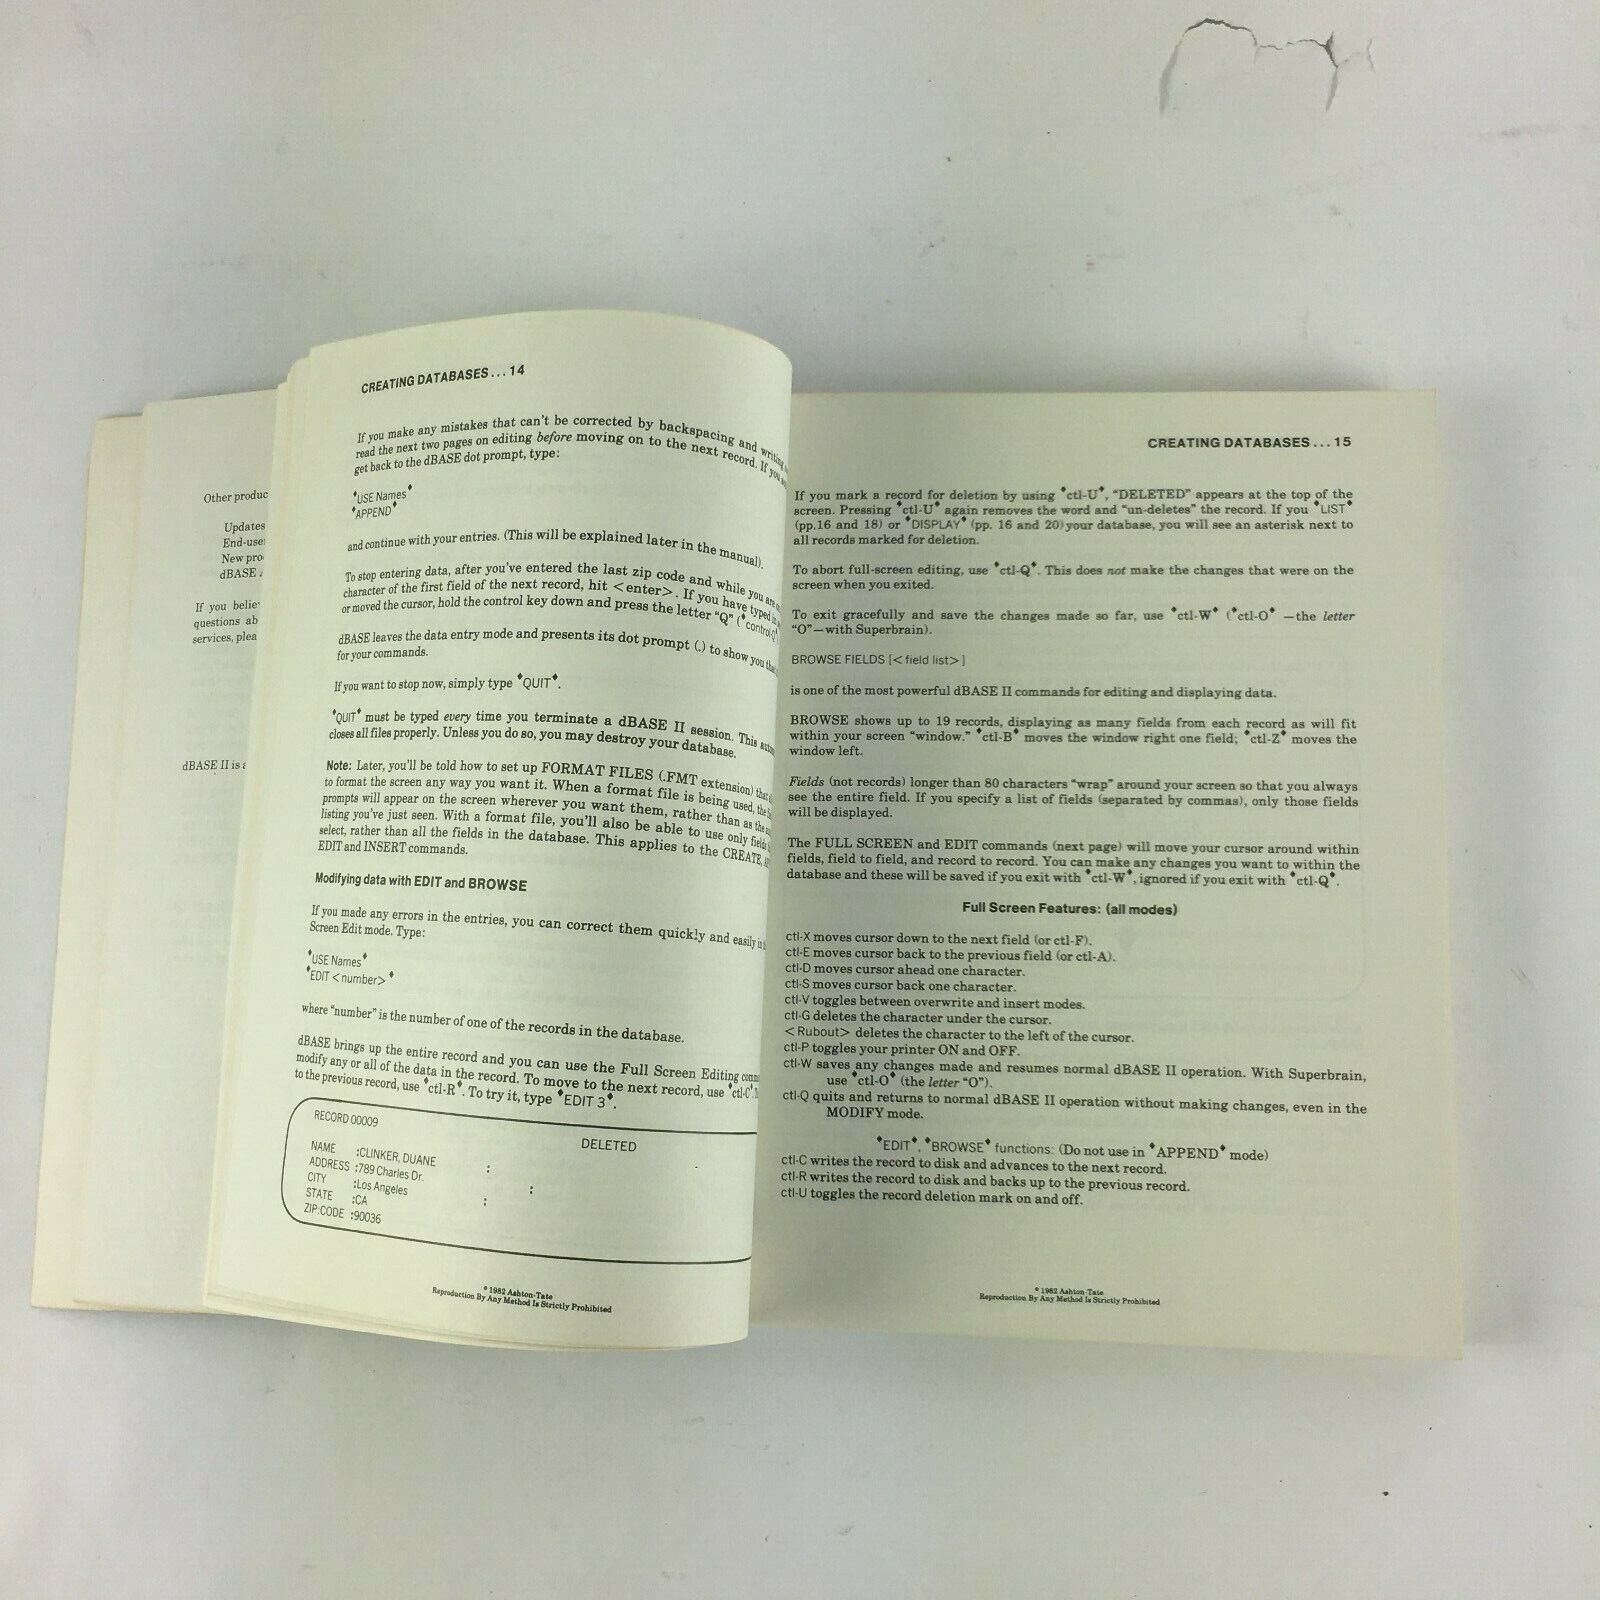 Other produc
Updates
End-user
New pro
dBASE
If you believ
questions ab
services, plea
dBASE II is a
CREATING DATABASES . . . 14
If you make any mistakes that can't be corrected by backspacing and writing
read the next two pages on editing before moving on to the next record. If you
get back to the dBASE dot prompt, type:
♦USE Names♦
♦APPEND♦
and continue with your entries. (This will be explained later in the manual).
To stop entering data, after you've entered the last zip code and while you are
character of the first field of the next record, hit <enter>. If you have typed in
or moved the cursor, hold the control key down and press the letter "Q" (♦control-Q
dBASE leaves the data entry mode and presents its dot prompt (.) to show you
for your commands.
If you want to stop now, simply type ♦QUIT♦.
♦QUIT♦ must be typed every time you terminate a dBASE II session. This
closes all files properly. Unless you do so, you may destroy your database.
Note: Later, you'll be told how to set up FORMAT FILES (.FMT extension)
to format the screen any way you want it. When a format file is being used, the
prompts will appear on the screen wherever you want them, rather than as the
listing you've just seen. With a format file, you'll also be able to use only fields
select, rather than all the fields in the database. This applies to the CREATE,
EDIT and INSERT commands.
Modifying data with EDIT and BROWSE
If you made any errors in the entries, you can correct them quickly and easily in
Screen Edit mode. Type:
♦USE Names♦
♦EDIT <number>♦
where "number" is the number of one of the records in the database.
dBASE brings up the entire record and you can use the Full Screen Editing
modify any or all of the data in the record. To move to the next record, use ♦ctl-C♦.
to the previous record, use ♦ctl-R♦. To try it, type ♦EDIT 3♦.
RECORD 00009 DELETED
NAME :CLINKER, DUANE :
ADDRESS :789 Charles Dr. :
CITY :Los Angeles :
STATE :CA
ZIP:CODE :90036
© 1982 Ashton-Tate
Reproduction By Any Method Is Strictly Prohibited
CREATING DATABASES . . . 15
If you mark a record for deletion by using ♦ctl-U♦, "DELETED" appears at the top of the
screen. Pressing ♦ctl-U♦ again removes the word and "un-deletes" the record. If you ♦LIST♦
(pp.16 and 18) or ♦DISPLAY♦ (pp. 16 and 20) your database, you will see an asterisk next to
all records marked for deletion.
To abort full-screen editing, use ♦ctl-Q♦. This does not make the changes that were on the
screen when you exited.
To exit gracefully and save the changes made so far, use ♦ctl-W♦ (♦ctl-O♦ —the letter
"O"—with Superbrain).
BROWSE FIELDS [<field list>]
is one of the most powerful dBASE II commands for editing and displaying data.
BROWSE shows up to 19 records, displaying as many fields from each record as will fit
within your screen "window." ♦ctl-B♦ moves the window right one field; ♦ctl-Z♦ moves the
window left.
Fields (not records) longer than 80 characters "wrap" around your screen so that you always
see the entire field. If you specify a list of fields (separated by commas), only those fields
will be displayed.
The FULL SCREEN and EDIT commands (next page) will move your cursor around within
fields, field to field, and record to record. You can make any changes you want to within the
database and these will be saved if you exit with ♦ctl-W♦, ignored if you exit with ♦ctl-Q♦.
Full Screen Features: (all modes)
ctl-X moves cursor down to the next field (or ctl-F).
ctl-E moves cursor back to the previous field (or ctl-A).
ctl-D moves cursor ahead one character.
ctl-S moves cursor back one character.
ctl-V toggles between overwrite and insert modes.
ctl-G deletes the character under the cursor.
<Rubout> deletes the character to the left of the cursor.
ctl-P toggles your printer ON and OFF.
ctl-W saves any changes made and resumes normal dBASE II operation. With Superbrain,
use ♦ctl-O♦ (the letter "O").
ctl-Q quits and returns to normal dBASE II operation without making changes, even in the
MODIFY mode.
♦EDIT♦, ♦BROWSE♦ functions: (Do not use in ♦APPEND♦ mode)
ctl-C writes the record to disk and advances to the next record.
ctl-R writes the record to disk and backs up to the previous record.
ctl-U toggles the record deletion mark on and off.
© 1982 Ashton-Tate
Reproduction By Any Method Is Strictly Prohibited